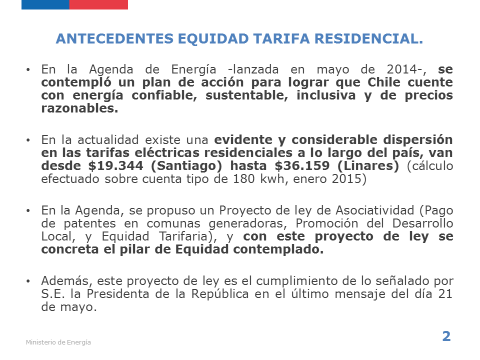 ANTECEDENTES EQUIDAD TARIFA RESIDENCIAL.
• En la Agenda de Energía -lanzada en mayo de 2014-, se
contempló un plan de acción para lograr que Chile cuente
con energía confiable, sustentable, inclusiva y de precios
razonables.
• En la actualidad existe una evidente y considerable dispersión
en las tarifas eléctricas residenciales a lo largo del país, van
desde $19.344 (Santiago) hasta $36.159 (Linares) (cálculo
efectuado sobre cuenta tipo de 180 kwh, enero 2015)
• En la Agenda, se propuso un Proyecto de ley de Asociatividad (Pago
de patentes en comunas generadoras, Promoción del Desarrollo
Local, y Equidad Tarifaria), y con este proyecto de ley se
concreta el pilar de Equidad contemplado.
• Además, este proyecto de ley es el cumplimiento de lo señalado por
S.E. la Presidenta de la República en el último mensaje del día 21
de mayo.
Ministerio de Energía
2